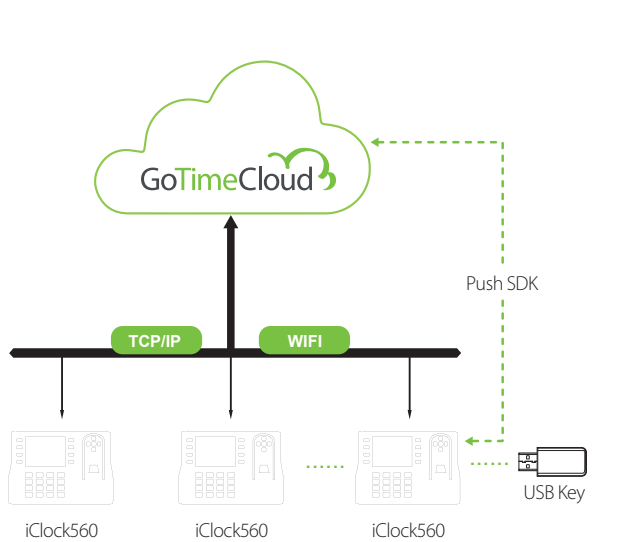 GoTimeCloud
Push SDK
TCP/IP
WIFI
USB Key
iClock560
iClock560
iClock560